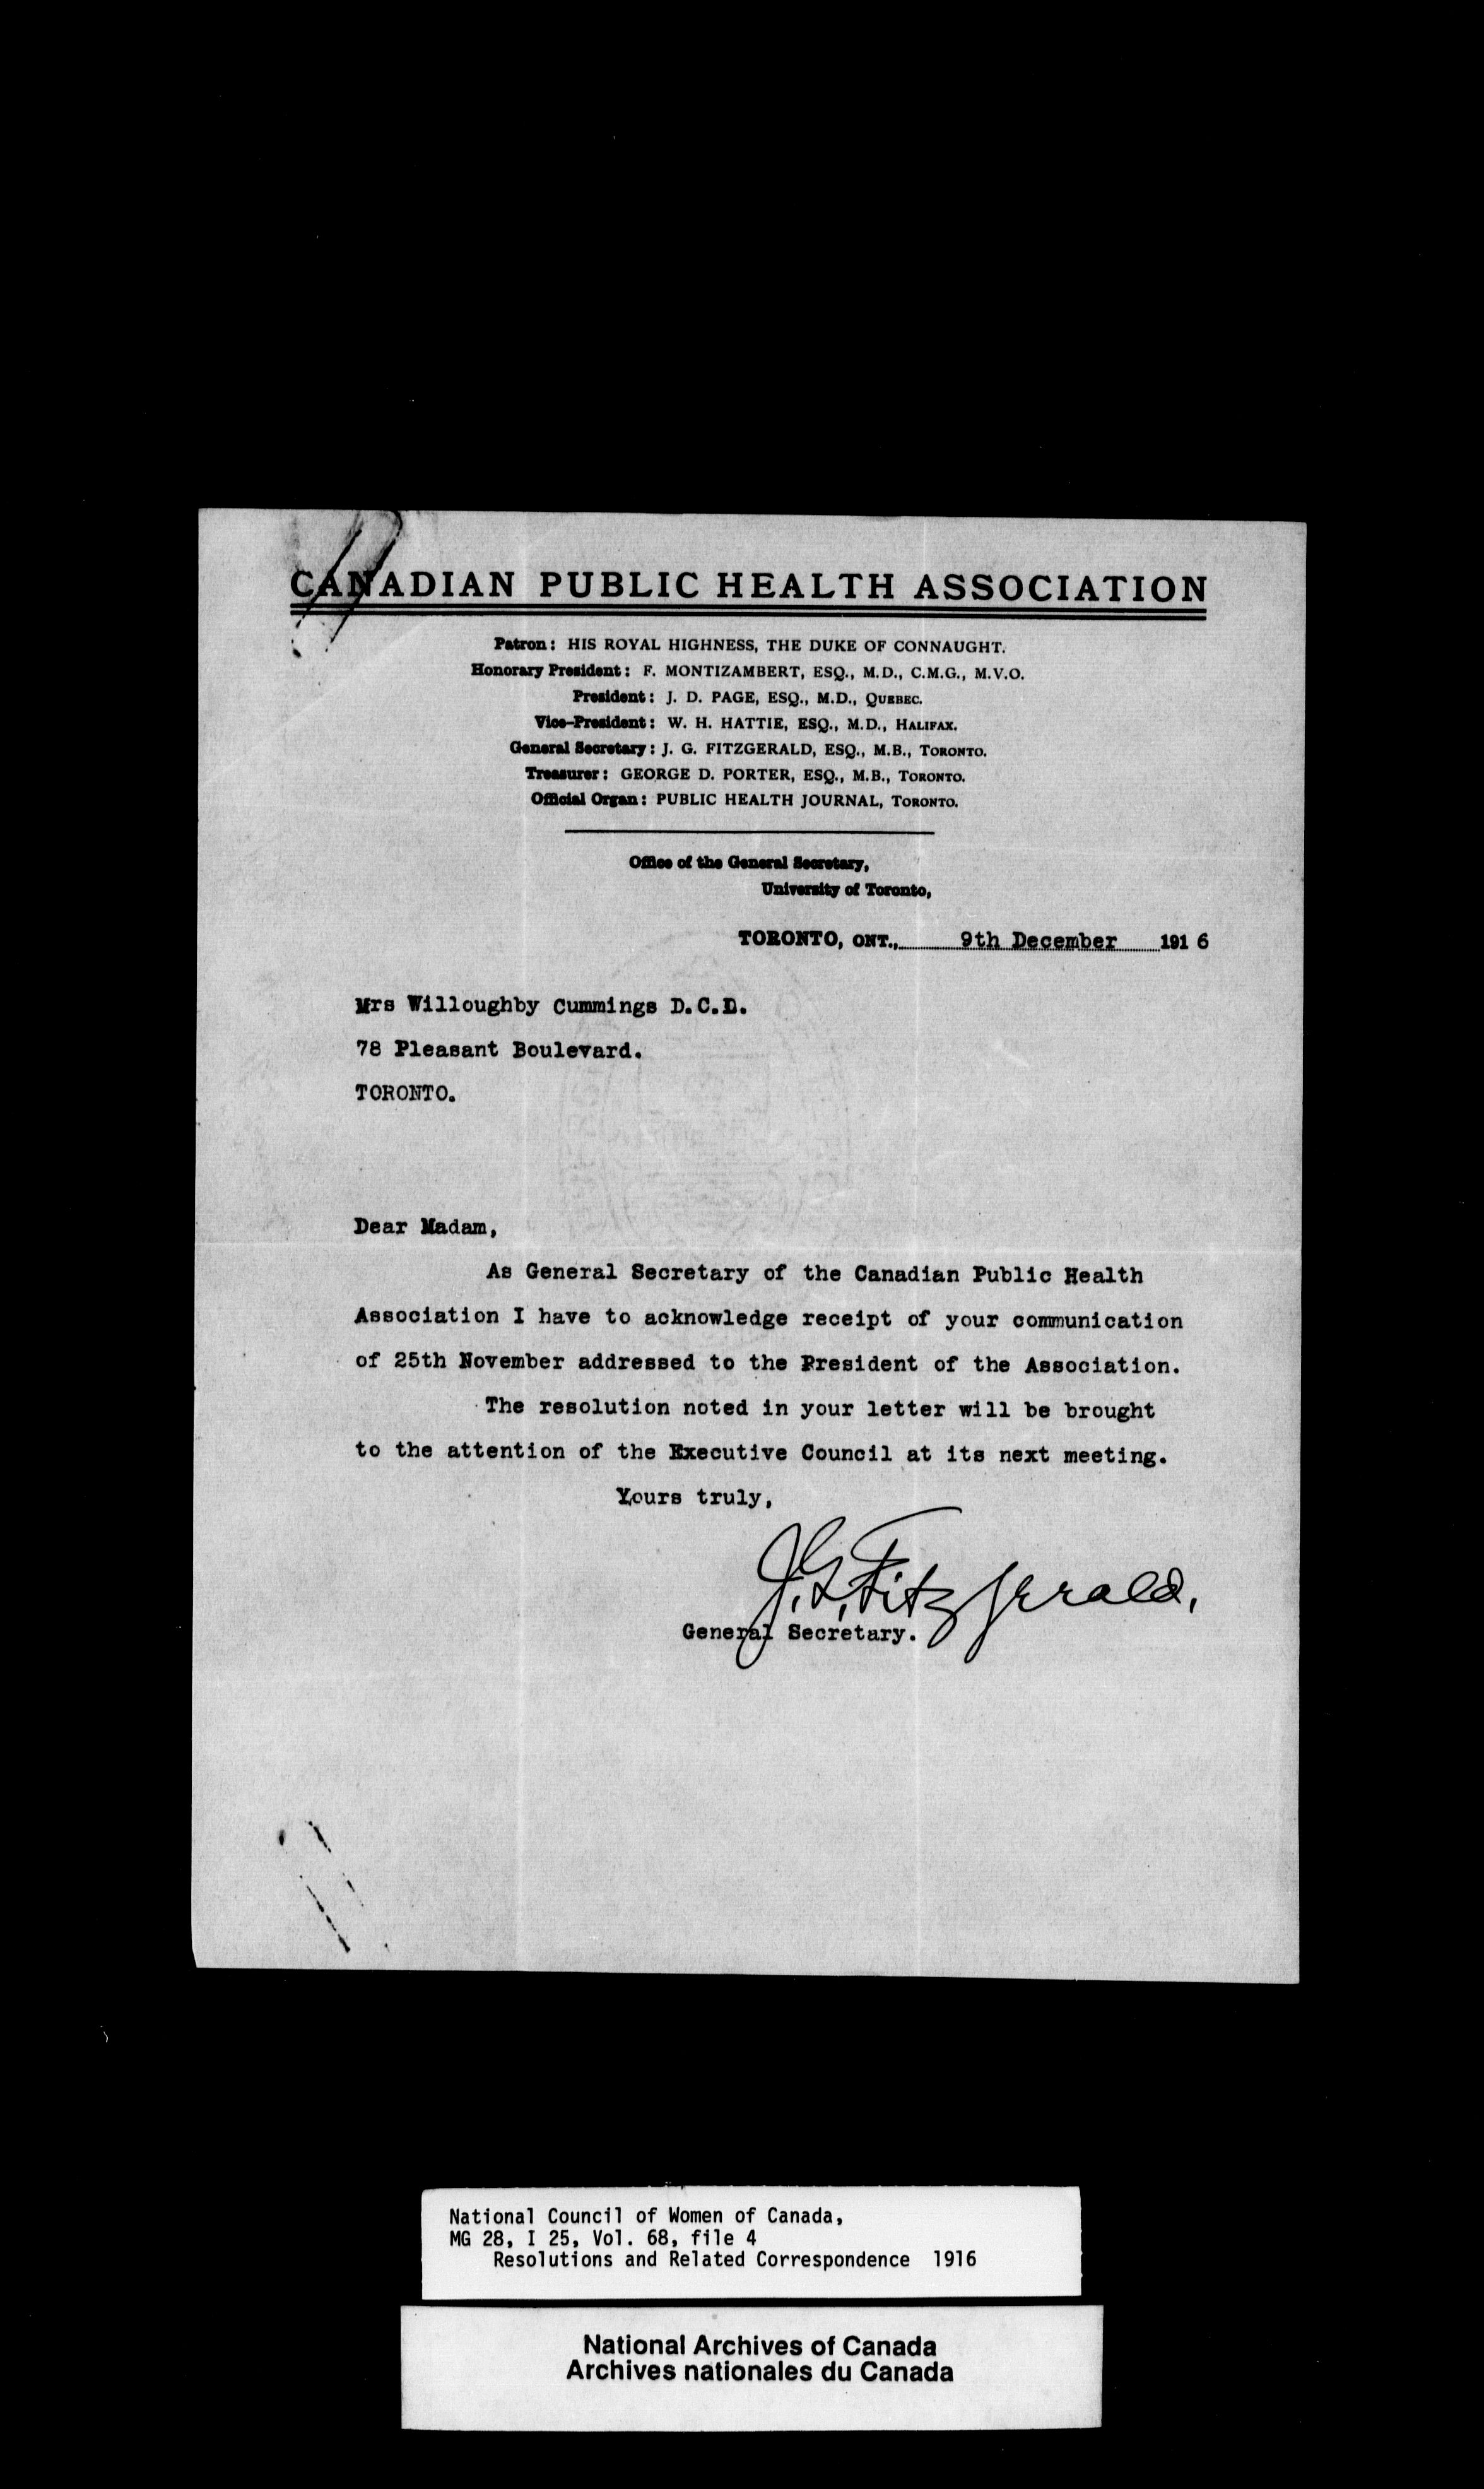 CANADIAN PUBLIC HEALTH ASSOCIATION
Patron: HIS ROYAL HIGHNESS, THE DUKE OF CONNAUGHT.
Honorary President: F. MONTIZAMBERT, ESQ., M.D., C.M.G., M.V.O.
President: J. D. PAGE, ESQ., M.D., QUEBEC.
Vice-President: W. H. HATTIE, ESQ., M.D., HALIFAX.
General Secretary: J. G. FITZGERALD, ESQ., M.B., TORONTO.
Treasurer: GEORGE D. PORTER, ESQ., M.B., TORONTO.
Official Organ: PUBLIC HEALTH JOURNAL, TORONTO.
Office of the General Secretary,
University of Toronto,
TORONTO, ONT., 9th December 1916
Mrs Willoughby Cummings D.C.L.
78 Pleasant Boulevard.
TORONTO.
Dear Madam,
As General Secretary of the Canadian Public Health
Association I have to acknowledge receipt of your communication
of 25th November addressed to the President of the Association.
The resolution noted in your letter will be brought
to the attention of the Executive Council at its next meeting.
Yours truly,
J.G. Fitzgerald,
General Secretary.
National Council of Women of Canada,
MG 28, I 25, Vol. 68, file 4
Resolutions and Related Correspondence 1916
National Archives of Canada
Archives nationales du Canada